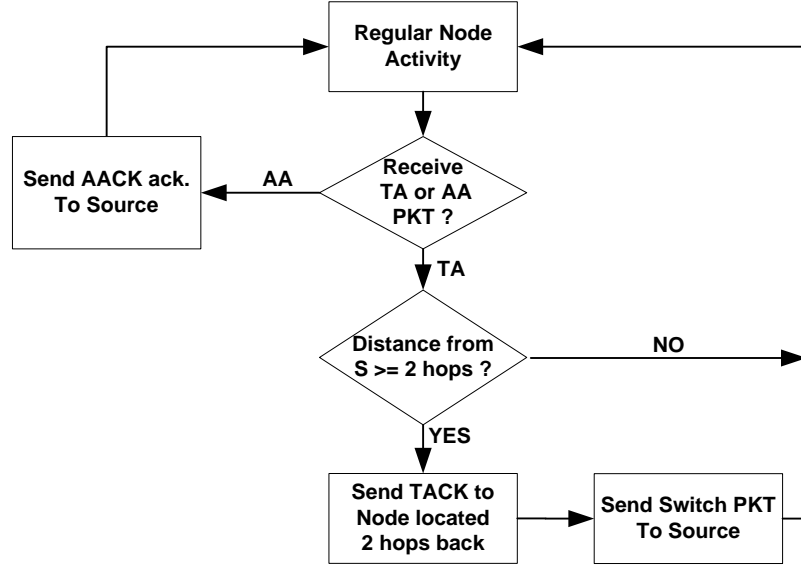 Regular Node
Activity
Send AACK ack.
To Source
AA
Receive
TA or AA
PKT ?
TA
Distance from
S >= 2 hops ?
NO
YES
Send TACK to
Node located
2 hops back
Send Switch PKT
To Source